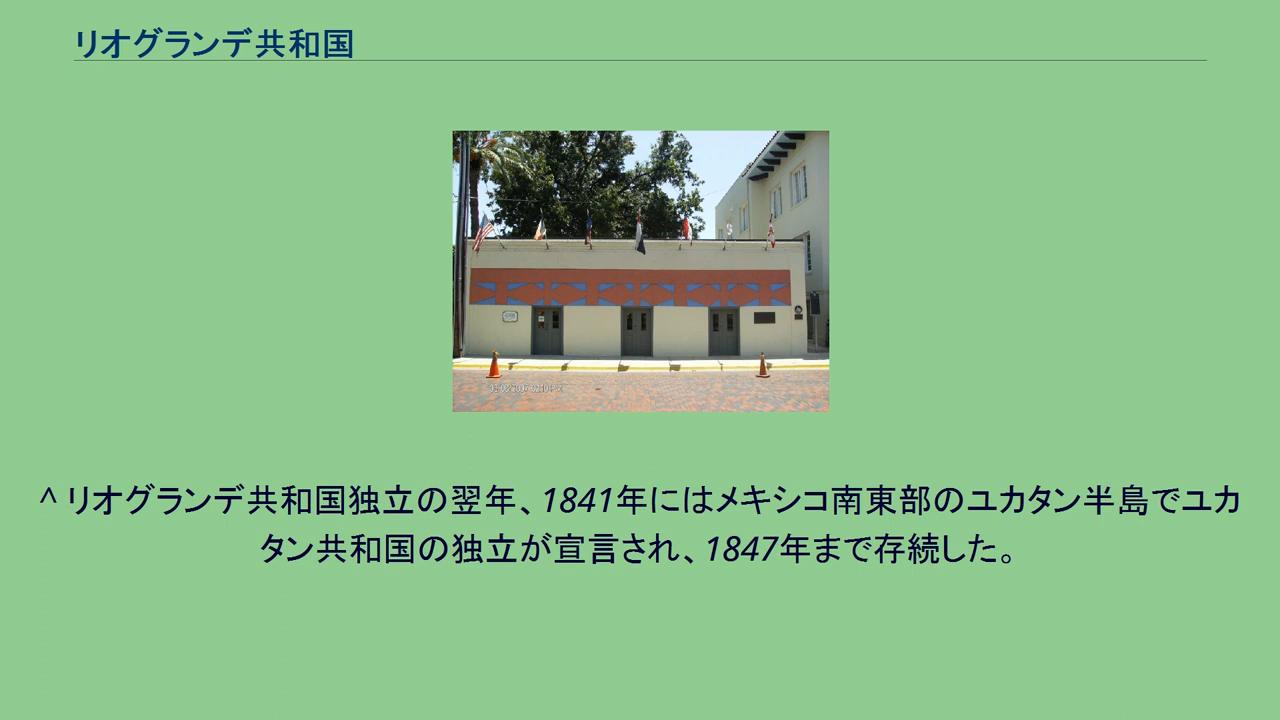 リオグランデ共和国
^ リオグランデ共和国独立の翌年、1841年にはメキシコ南東部のユカタン半島でユカ
タン共和国の独立が宣言され、1847年まで存続した。